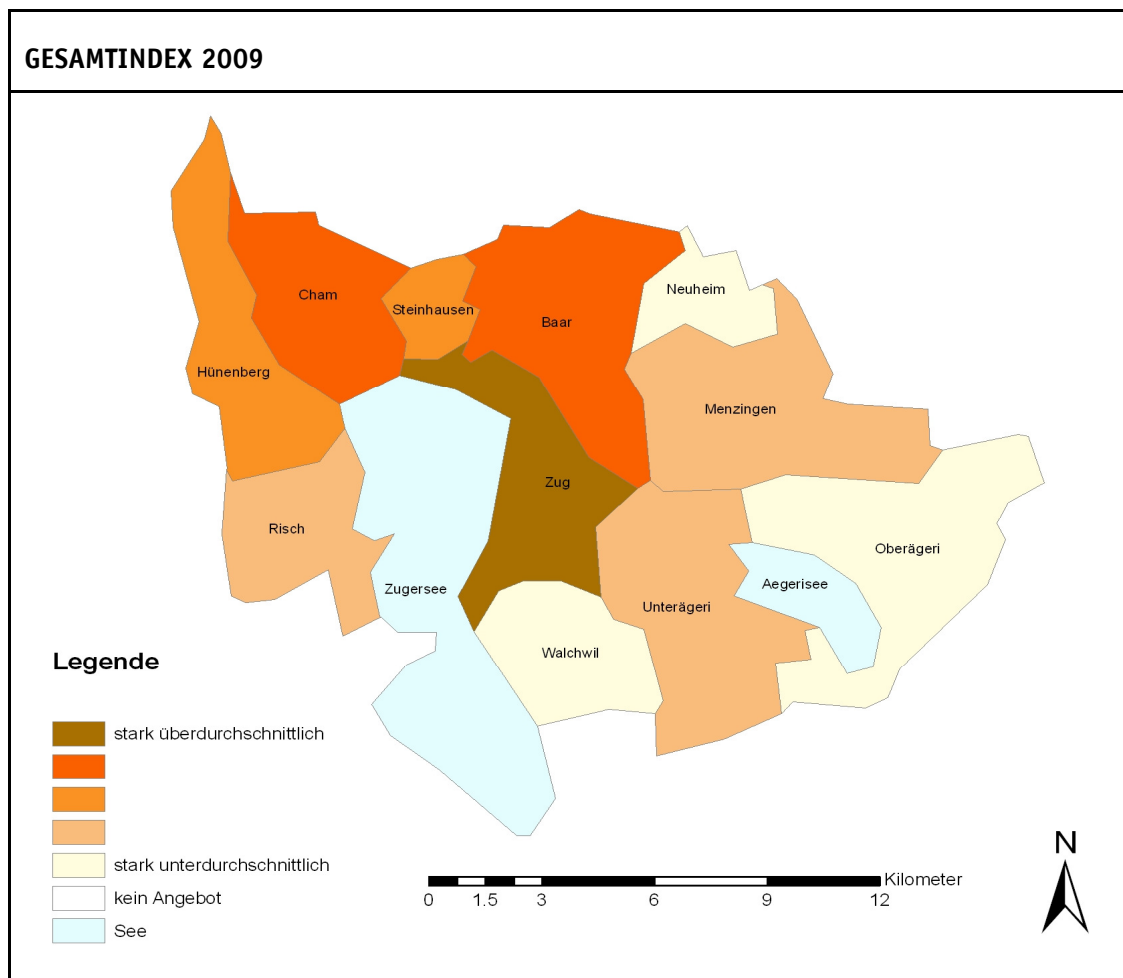 GESAMTINDEX 2009
Neuheim
Cham
Steinhausen
Baar
Hünenberg
Menzingen
Zug
Risch
Oberägeri
Aegerisee
Zugersee
Unterägeri
Walchwil
Legende
stark überdurchschnittlich
stark unterdurchschnittlich
kein Angebot
See
Kilometer
0 1.5 3 6 9 12
N